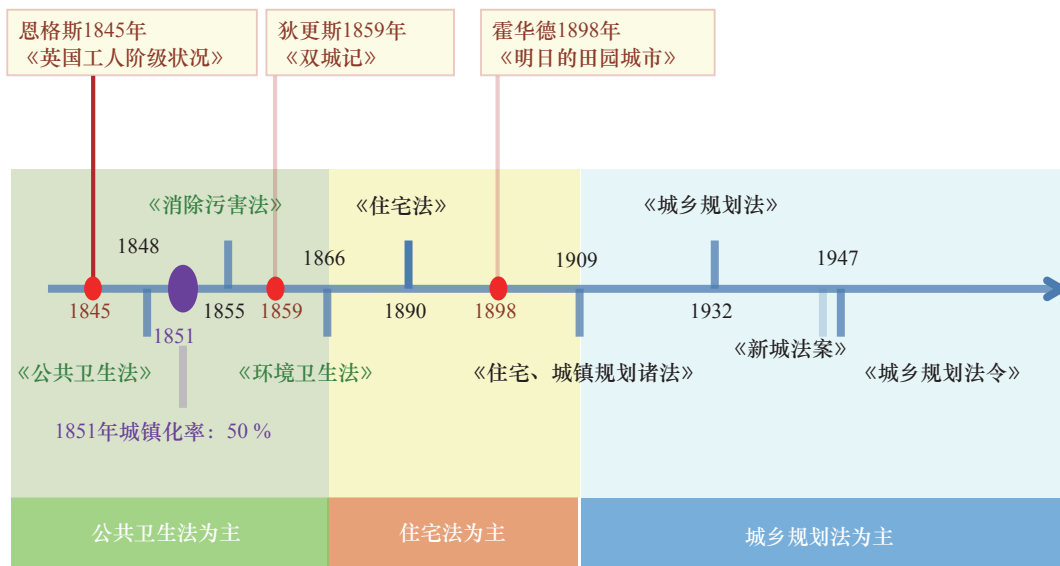 恩格斯1845年
《英国工人阶级状况》
狄更斯1859年
《双城记》
霍华德1898年
《明日的田园城市》
《消除污害法》
《住宅法》
《城乡规划法》
1848
1866
1909
1947
1845
1855
1859
1890
1898
1932
1851
《新城法案》
《公共卫生法》
《环境卫生法》
《住宅、城镇规划诸法》
《城乡规划法令》
1851年城镇化率：50 %
公共卫生法为主
住宅法为主
城乡规划法为主